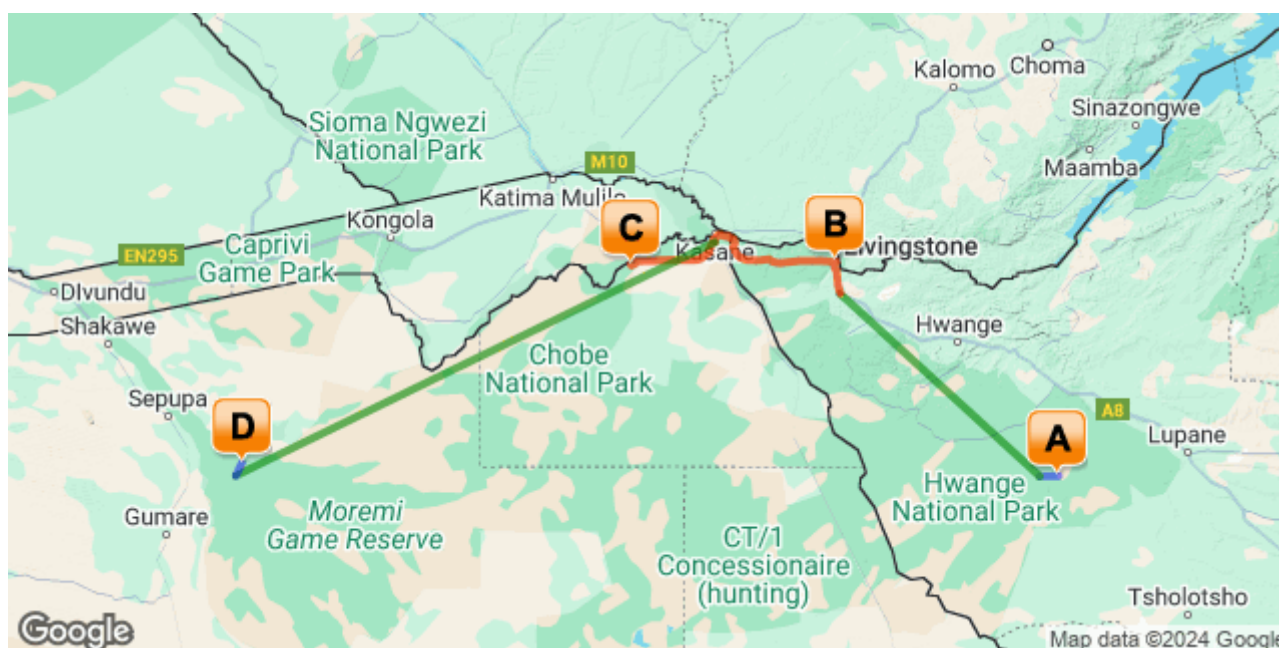 Kalomo
Choma
Sioma Ngwezi
National Park
Sinazongwe
M10
Maamba
Katima Mulilo
Kongola
C
B
EN295
Caprivi
Game Park
Kasane
Livingstone
Divundu
Shakawe
Hwange
Chobe
National Park
Sepupa
D
A8
A
Lupane
Hwange
National Park
Gumare
Moremi
Game Reserve
CT/1
Concessionaire
(hunting)
Tsholotsho
Google
Map data ©2024 Google